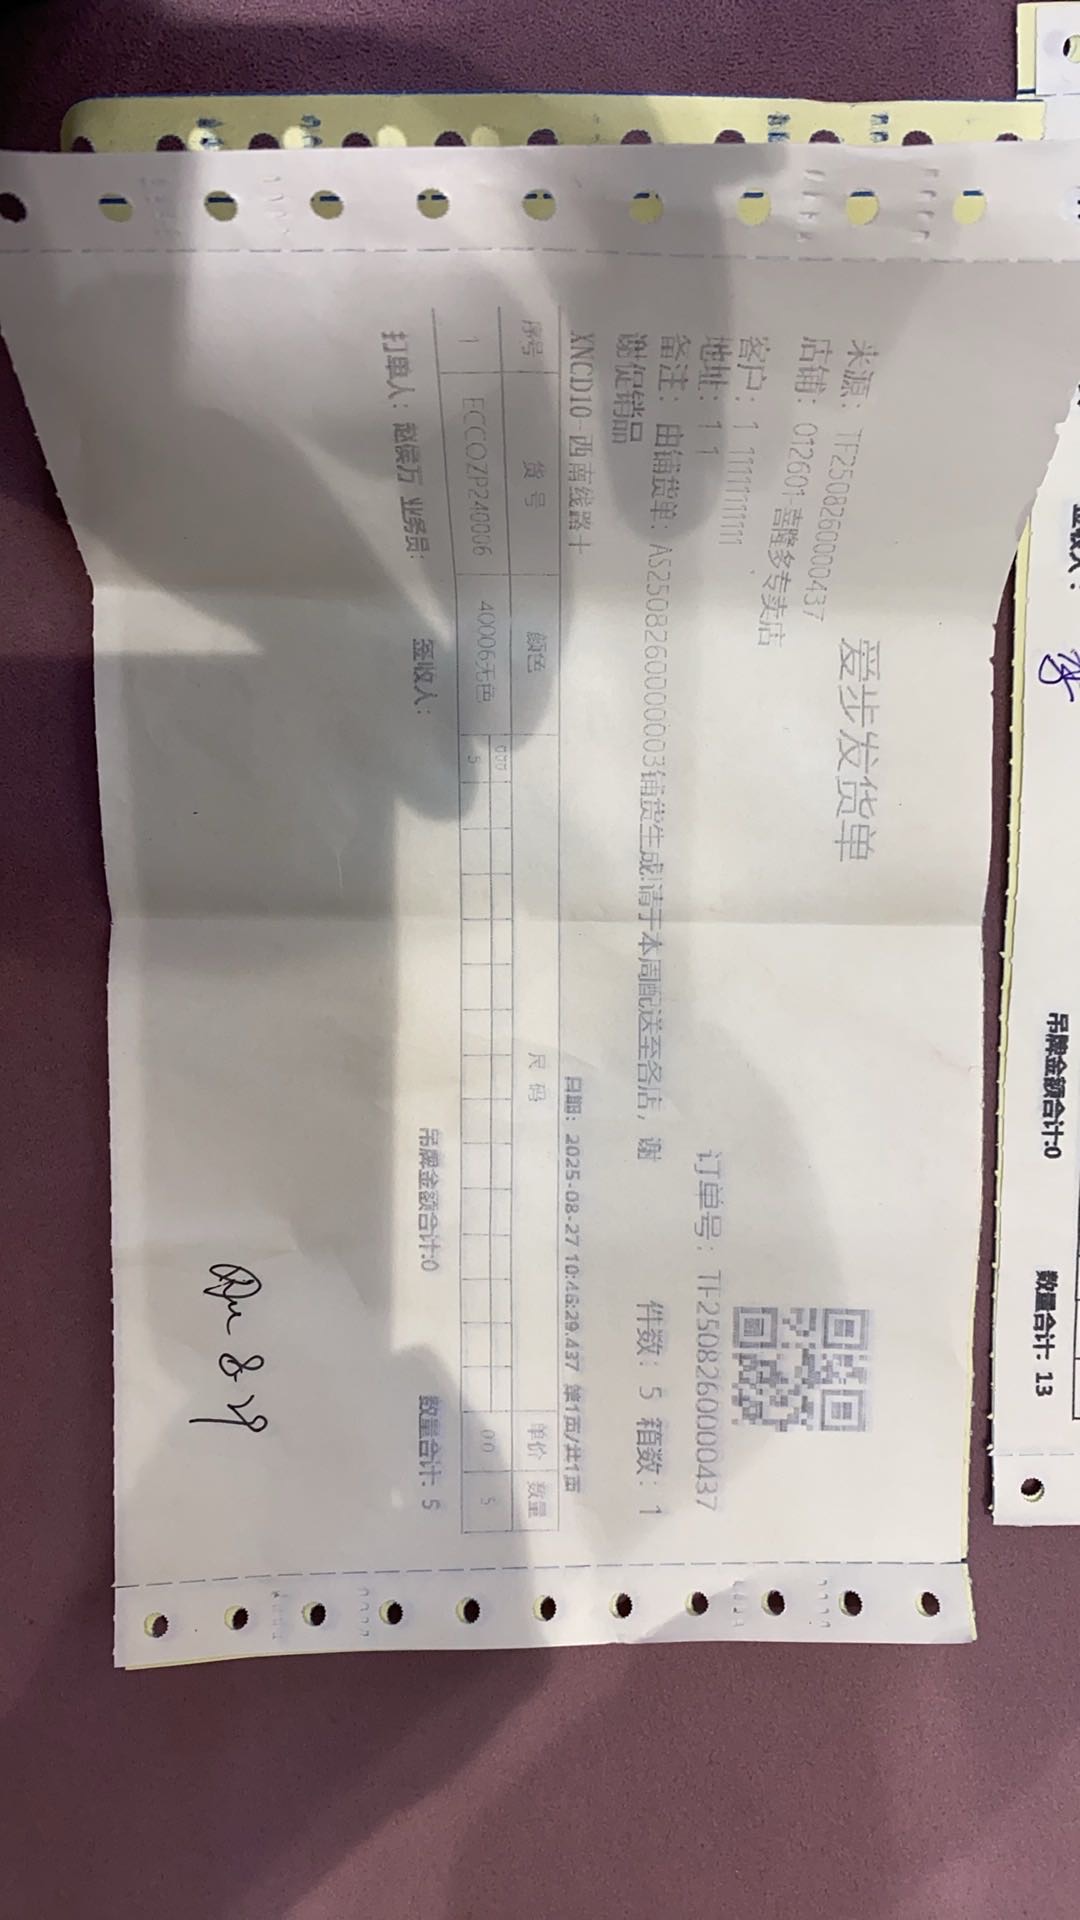 爱步发货单
来源：TF2508260000437
店铺：012601-喜隆多专卖店
客户：1 1111111111
地址：1 1
订单号：TF2508260000437
备注：由铺货单：AS2508260000003铺货生成!请于本周配送至各店，谢
谢促销品
件数：5 箱数：1
XNCD10-西南线路十
日期：2025-08-27 10:46:29.437 第1页/共1页
序号 货号 颜色 尺码 单价 数量
000
1 ECCOZP240006 40006无色 5 00 5
打单人：赵俟万 业务员： 签收人： 吊牌金额合计:0 数量合计：5
8 29
吊牌金额合计:0 数量合计：13